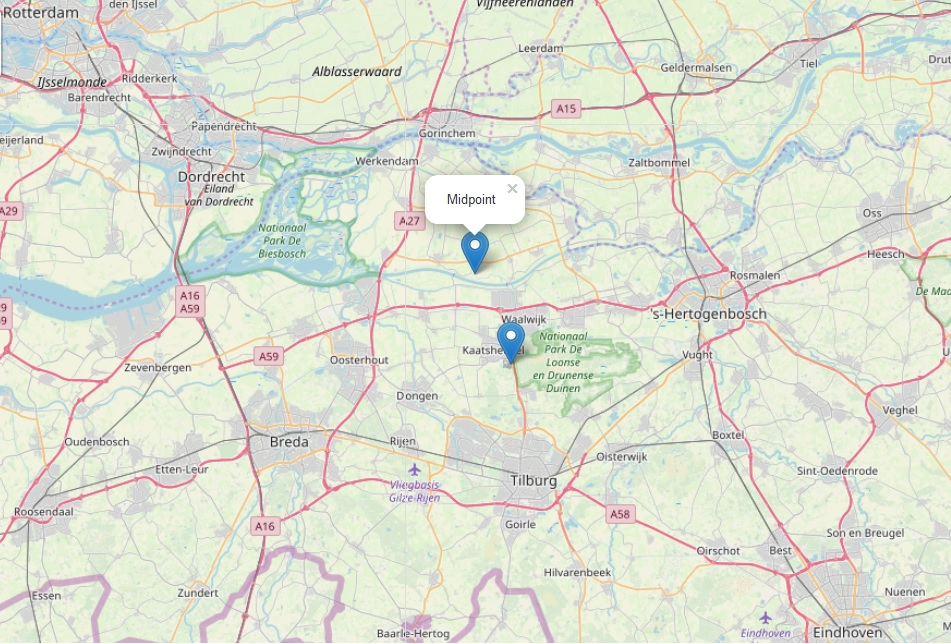 den IJssel
Vijfheerenlanden
Rotterdam
Leerdam
Alblasserwaard
Geldermalsen
Tiel
Drut
IJsselmonde
Ridderkerk
Barendrecht
A15
Papendrecht
Gorinchem
eijerland
Zwijndrecht
Werkendam
Zaltbommel
Dordrecht
Eiland
van Dordrecht
Midpoint
×
A29
A27
Oss
Nationaal
Park De
Biesbosch
Heesch
Rosmalen
De Maa
A16
A59
29
59
Waalwijk
's-Hertogenbosch
Nationaal
Park De
Loonse
en Drunense
Duinen
A59
Oosterhout
Vught
Zevenbergen
Dongen
Veghel
Oudenbosch
Breda
Rijen
Boxtel
Etten-Leur
Oisterwijk
Sint-Oedenrode
Vliegbasis
Gilze-Rijen
Tilburg
Roosendaal
A16
Goirle
A58
Son en Breugel
Oirschot
Best
Hilvarenbeek
Essen
Zundert
Nuenen
Baarle-Hertog
Eindhoven
Eindhoven